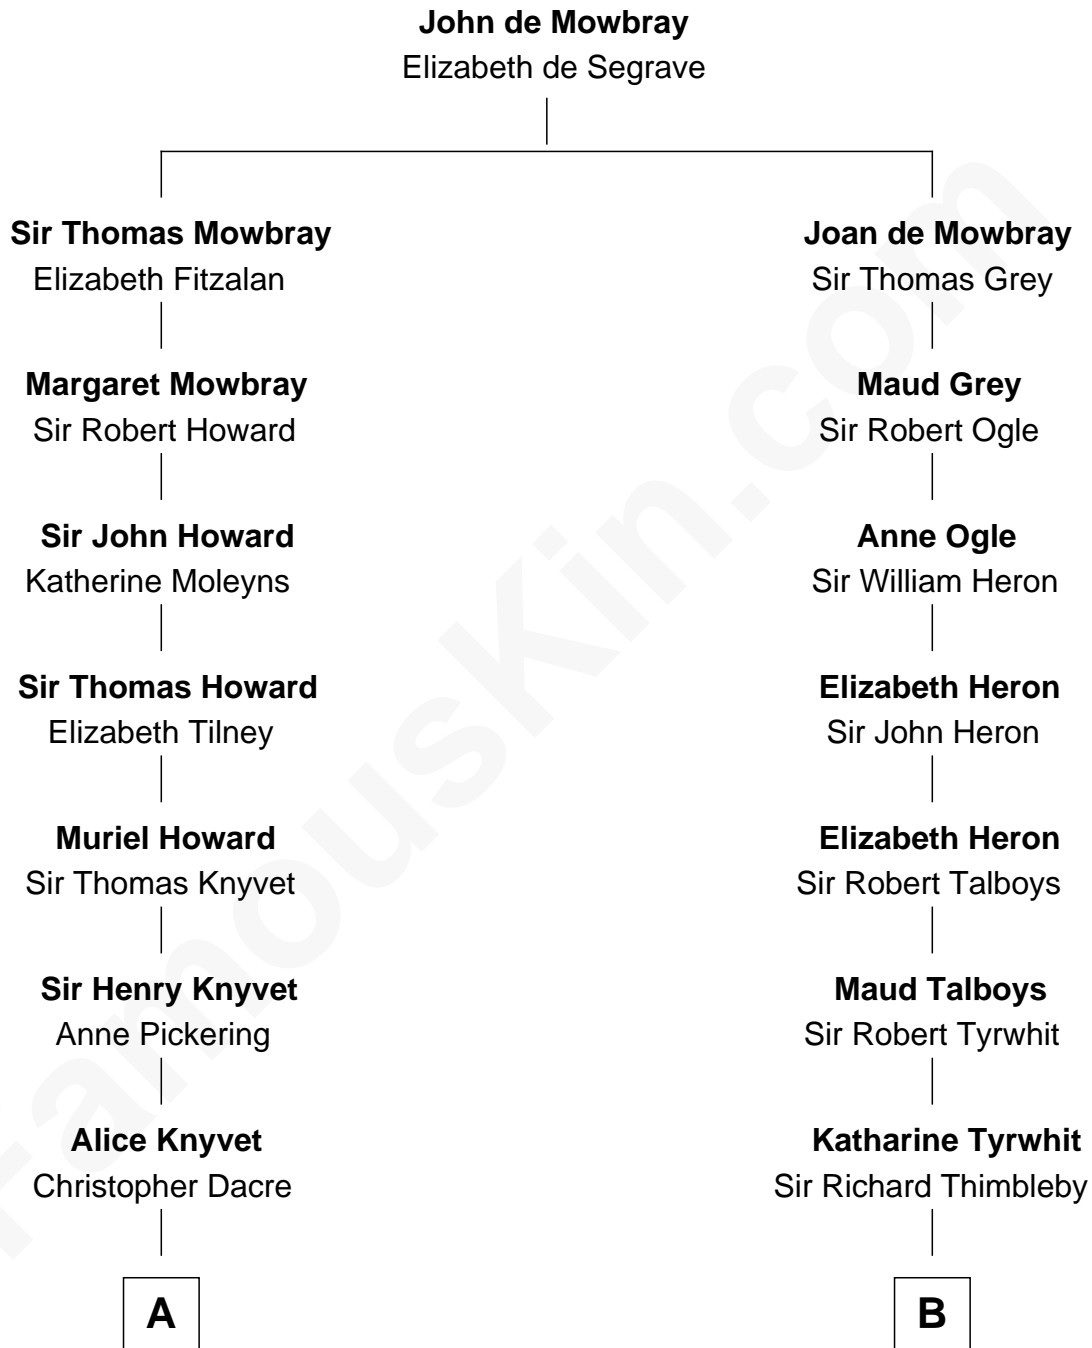 John de Mowbray
Elizabeth de Segrave
Sir Thomas Mowbray
Elizabeth Fitzalan
Joan de Mowbray
Sir Thomas Grey
Margaret Mowbray
Sir Robert Howard
Maud Grey
Sir Robert Ogle
Sir John Howard
Katherine Moleyns
Anne Ogle
Sir William Heron
Sir Thomas Howard
Elizabeth Tilney
Elizabeth Heron
Sir John Heron
Muriel Howard
Sir Thomas Knyvet
Elizabeth Heron
Sir Robert Talboys
Sir Henry Knyvet
Anne Pickering
Maud Talboys
Sir Robert Tyrwhit
Alice Knyvet
Christopher Dacre
Katharine Tyrwhit
Sir Richard Thimbleby
A
B
FamousKin.com